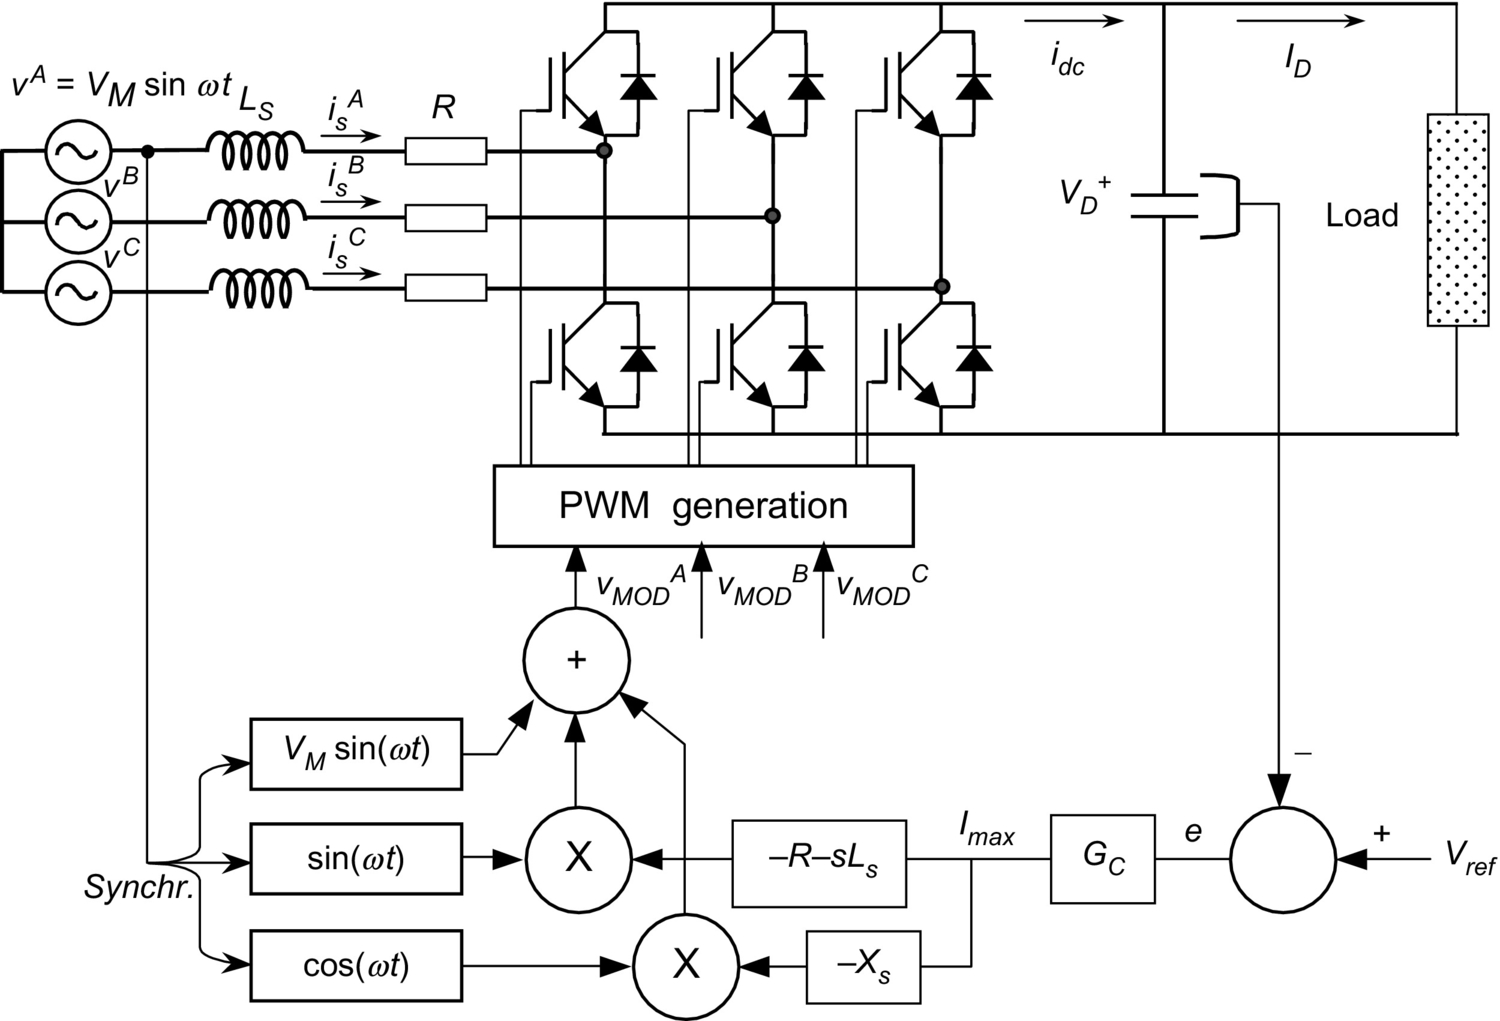 v^A = V_M sin ωt
L_S
i_s^A
R
i_dc
I_D
v^B
i_s^B
V_D^+
Load
v^C
i_s^C
PWM generation
v_MOD^A
v_MOD^B
v_MOD^C
+
V_M sin(ωt)
–
sin(ωt)
X
–R–sL_s
I_max
G_C
e
+
V_ref
Synchr.
cos(ωt)
X
–X_s